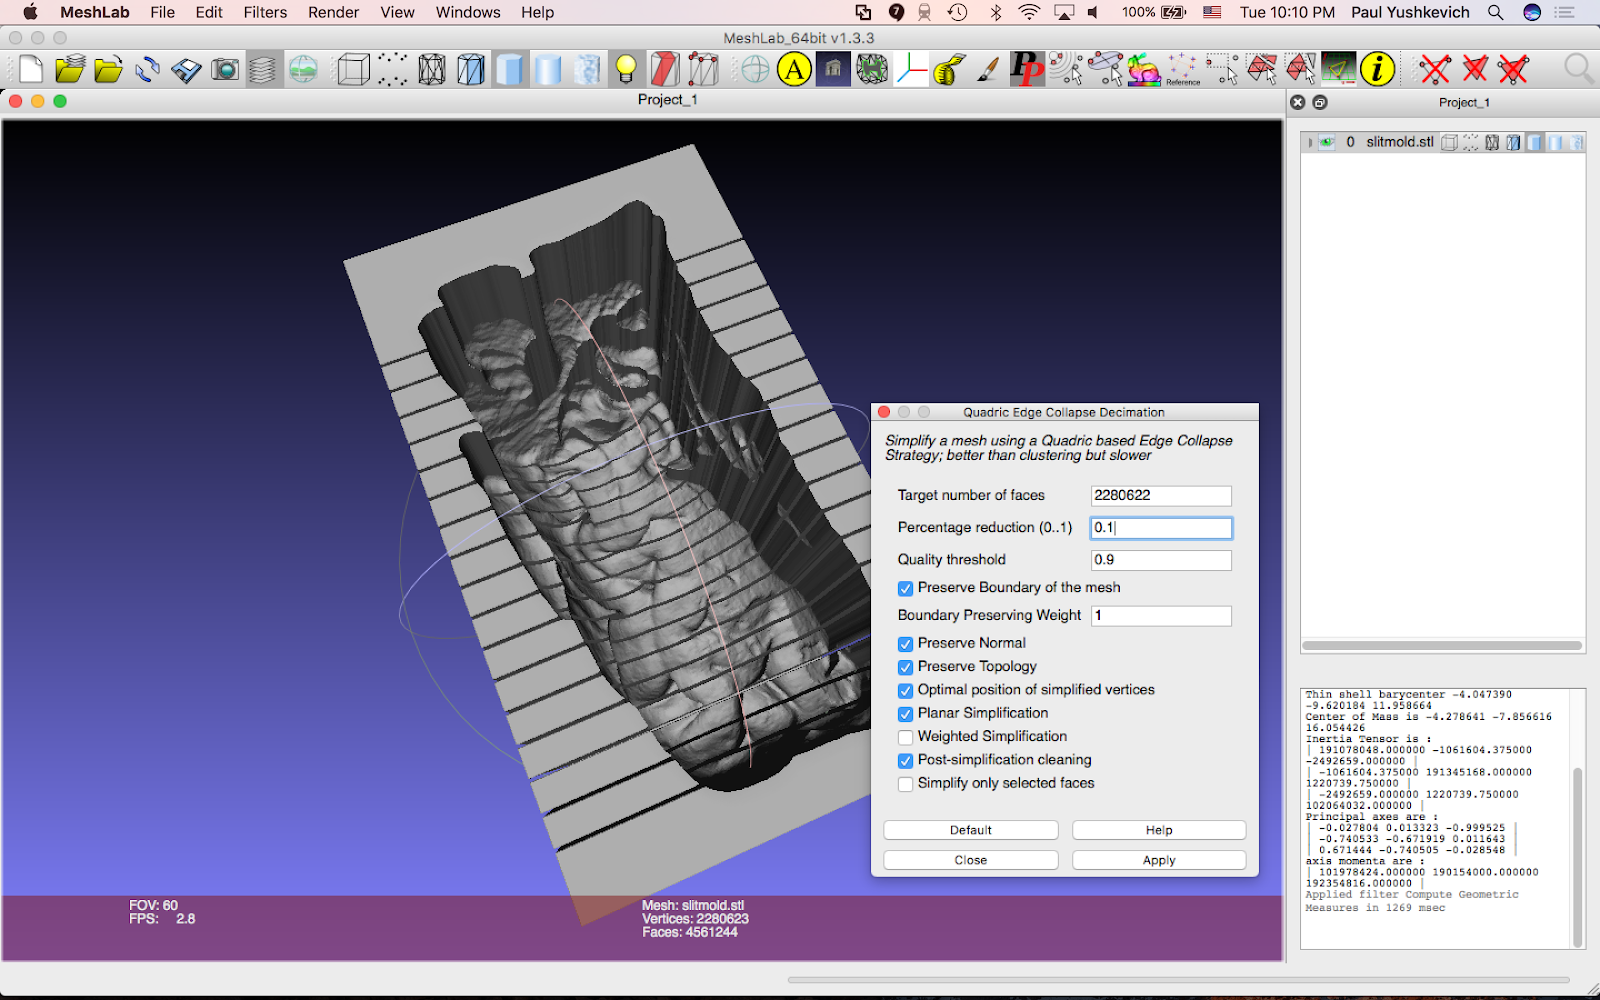 MeshLab File Edit Filters Render View Windows Help 7 100% Tue 10:10 PM Paul Yushkevich
MeshLab_64bit v1.3.3
A PP Reference i
Project_1
Project_1
0 slitmold.stl
Quadric Edge Collapse Decimation
Simplify a mesh using a Quadric based Edge Collapse
Strategy; better than clustering but slower
Target number of faces 2280622
Percentage reduction (0..1) 0.1
Quality threshold 0.9
Preserve Boundary of the mesh
Boundary Preserving Weight 1
Preserve Normal
Preserve Topology
Optimal position of simplified vertices
Planar Simplification
Weighted Simplification
Post-simplification cleaning
Simplify only selected faces
Default Help
Close Apply
Thin shell barycenter -4.047390
-9.620184 11.958664
Center of Mass is -4.278641 -7.856616
16.054426
Inertia Tensor is :
| 191078048.000000 -1061604.375000
-2492659.000000 |
| -1061604.375000 191345168.000000
1220739.750000 |
| -2492659.000000 1220739.750000
102064032.000000 |
Principal axes are :
| -0.027804 0.013323 -0.999525 |
| -0.740533 -0.671919 0.011643 |
| 0.671444 -0.740505 -0.028548 |
axis momenta are :
| 101978424.000000 190154000.000000
192354816.000000 |
Applied filter Compute Geometric
Measures in 1269 msec
FOV: 60
FPS: 2.8
Mesh: slitmold.stl
Vertices: 2280623
Faces: 4561244